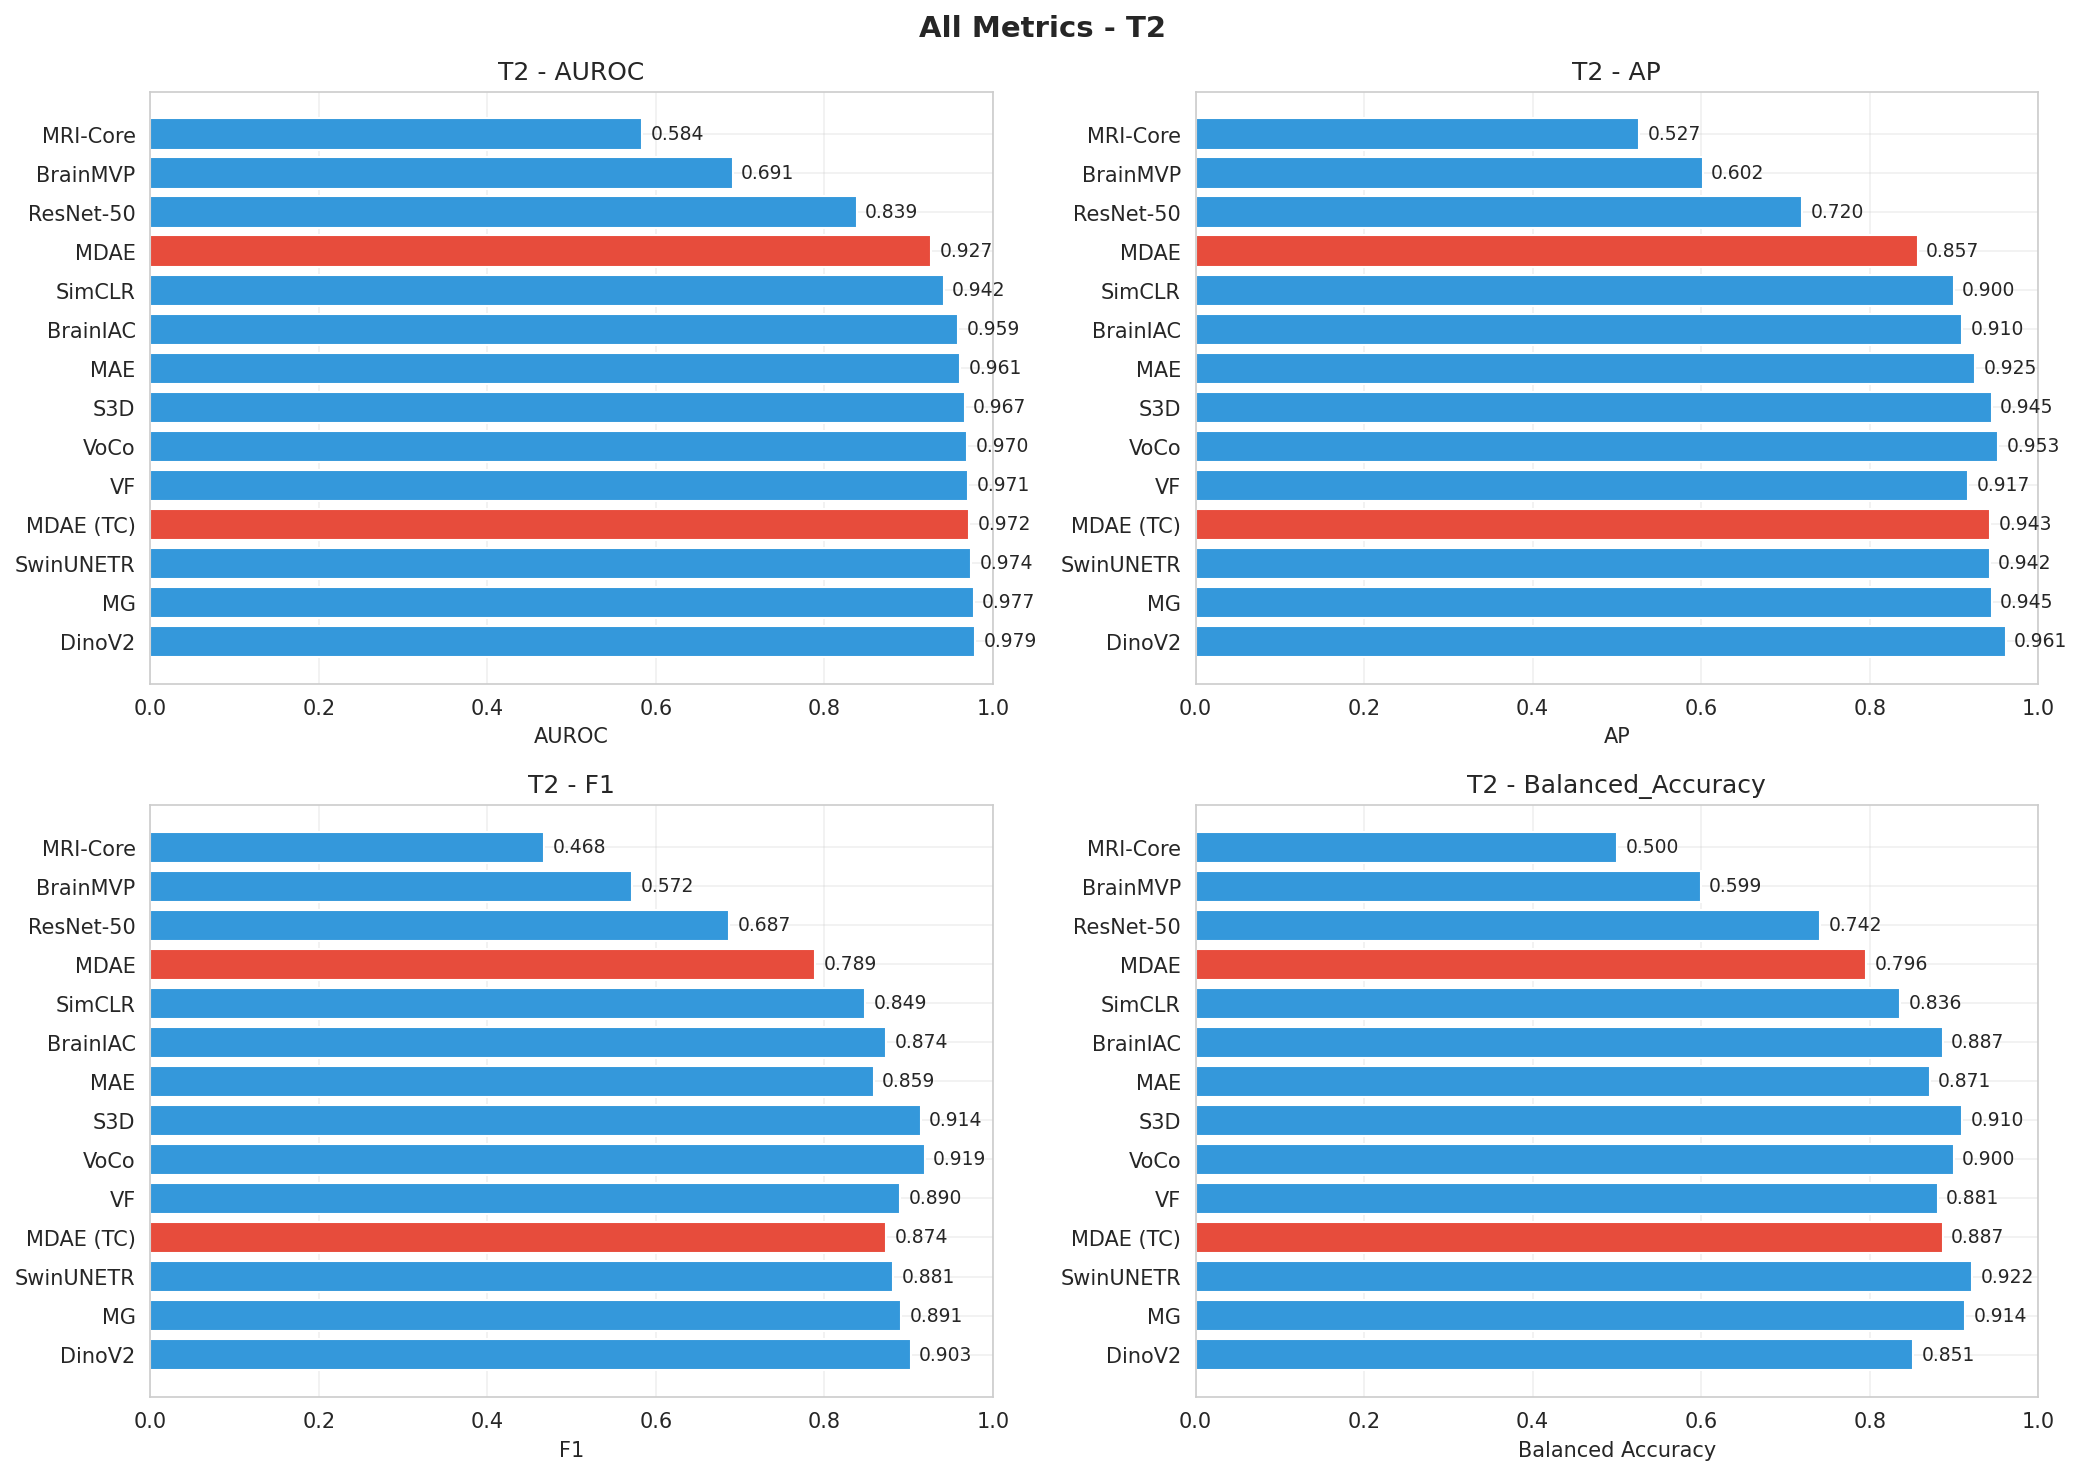 All Metrics - T2
T2 - AUROC
MRI-Core 0.584
BrainMVP 0.691
ResNet-50 0.839
MDAE 0.927
SimCLR 0.942
BrainIAC 0.959
MAE 0.961
S3D 0.967
VoCo 0.970
VF 0.971
MDAE (TC) 0.972
SwinUNETR 0.974
MG 0.977
DinoV2 0.979
0.0 0.2 0.4 0.6 0.8 1.0
AUROC
T2 - AP
MRI-Core 0.527
BrainMVP 0.602
ResNet-50 0.720
MDAE 0.857
SimCLR 0.900
BrainIAC 0.910
MAE 0.925
S3D 0.945
VoCo 0.953
VF 0.917
MDAE (TC) 0.943
SwinUNETR 0.942
MG 0.945
DinoV2 0.961
0.0 0.2 0.4 0.6 0.8 1.0
AP
T2 - F1
MRI-Core 0.468
BrainMVP 0.572
ResNet-50 0.687
MDAE 0.789
SimCLR 0.849
BrainIAC 0.874
MAE 0.859
S3D 0.914
VoCo 0.919
VF 0.890
MDAE (TC) 0.874
SwinUNETR 0.881
MG 0.891
DinoV2 0.903
0.0 0.2 0.4 0.6 0.8 1.0
F1
T2 - Balanced_Accuracy
MRI-Core 0.500
BrainMVP 0.599
ResNet-50 0.742
MDAE 0.796
SimCLR 0.836
BrainIAC 0.887
MAE 0.871
S3D 0.910
VoCo 0.900
VF 0.881
MDAE (TC) 0.887
SwinUNETR 0.922
MG 0.914
DinoV2 0.851
0.0 0.2 0.4 0.6 0.8 1.0
Balanced Accuracy